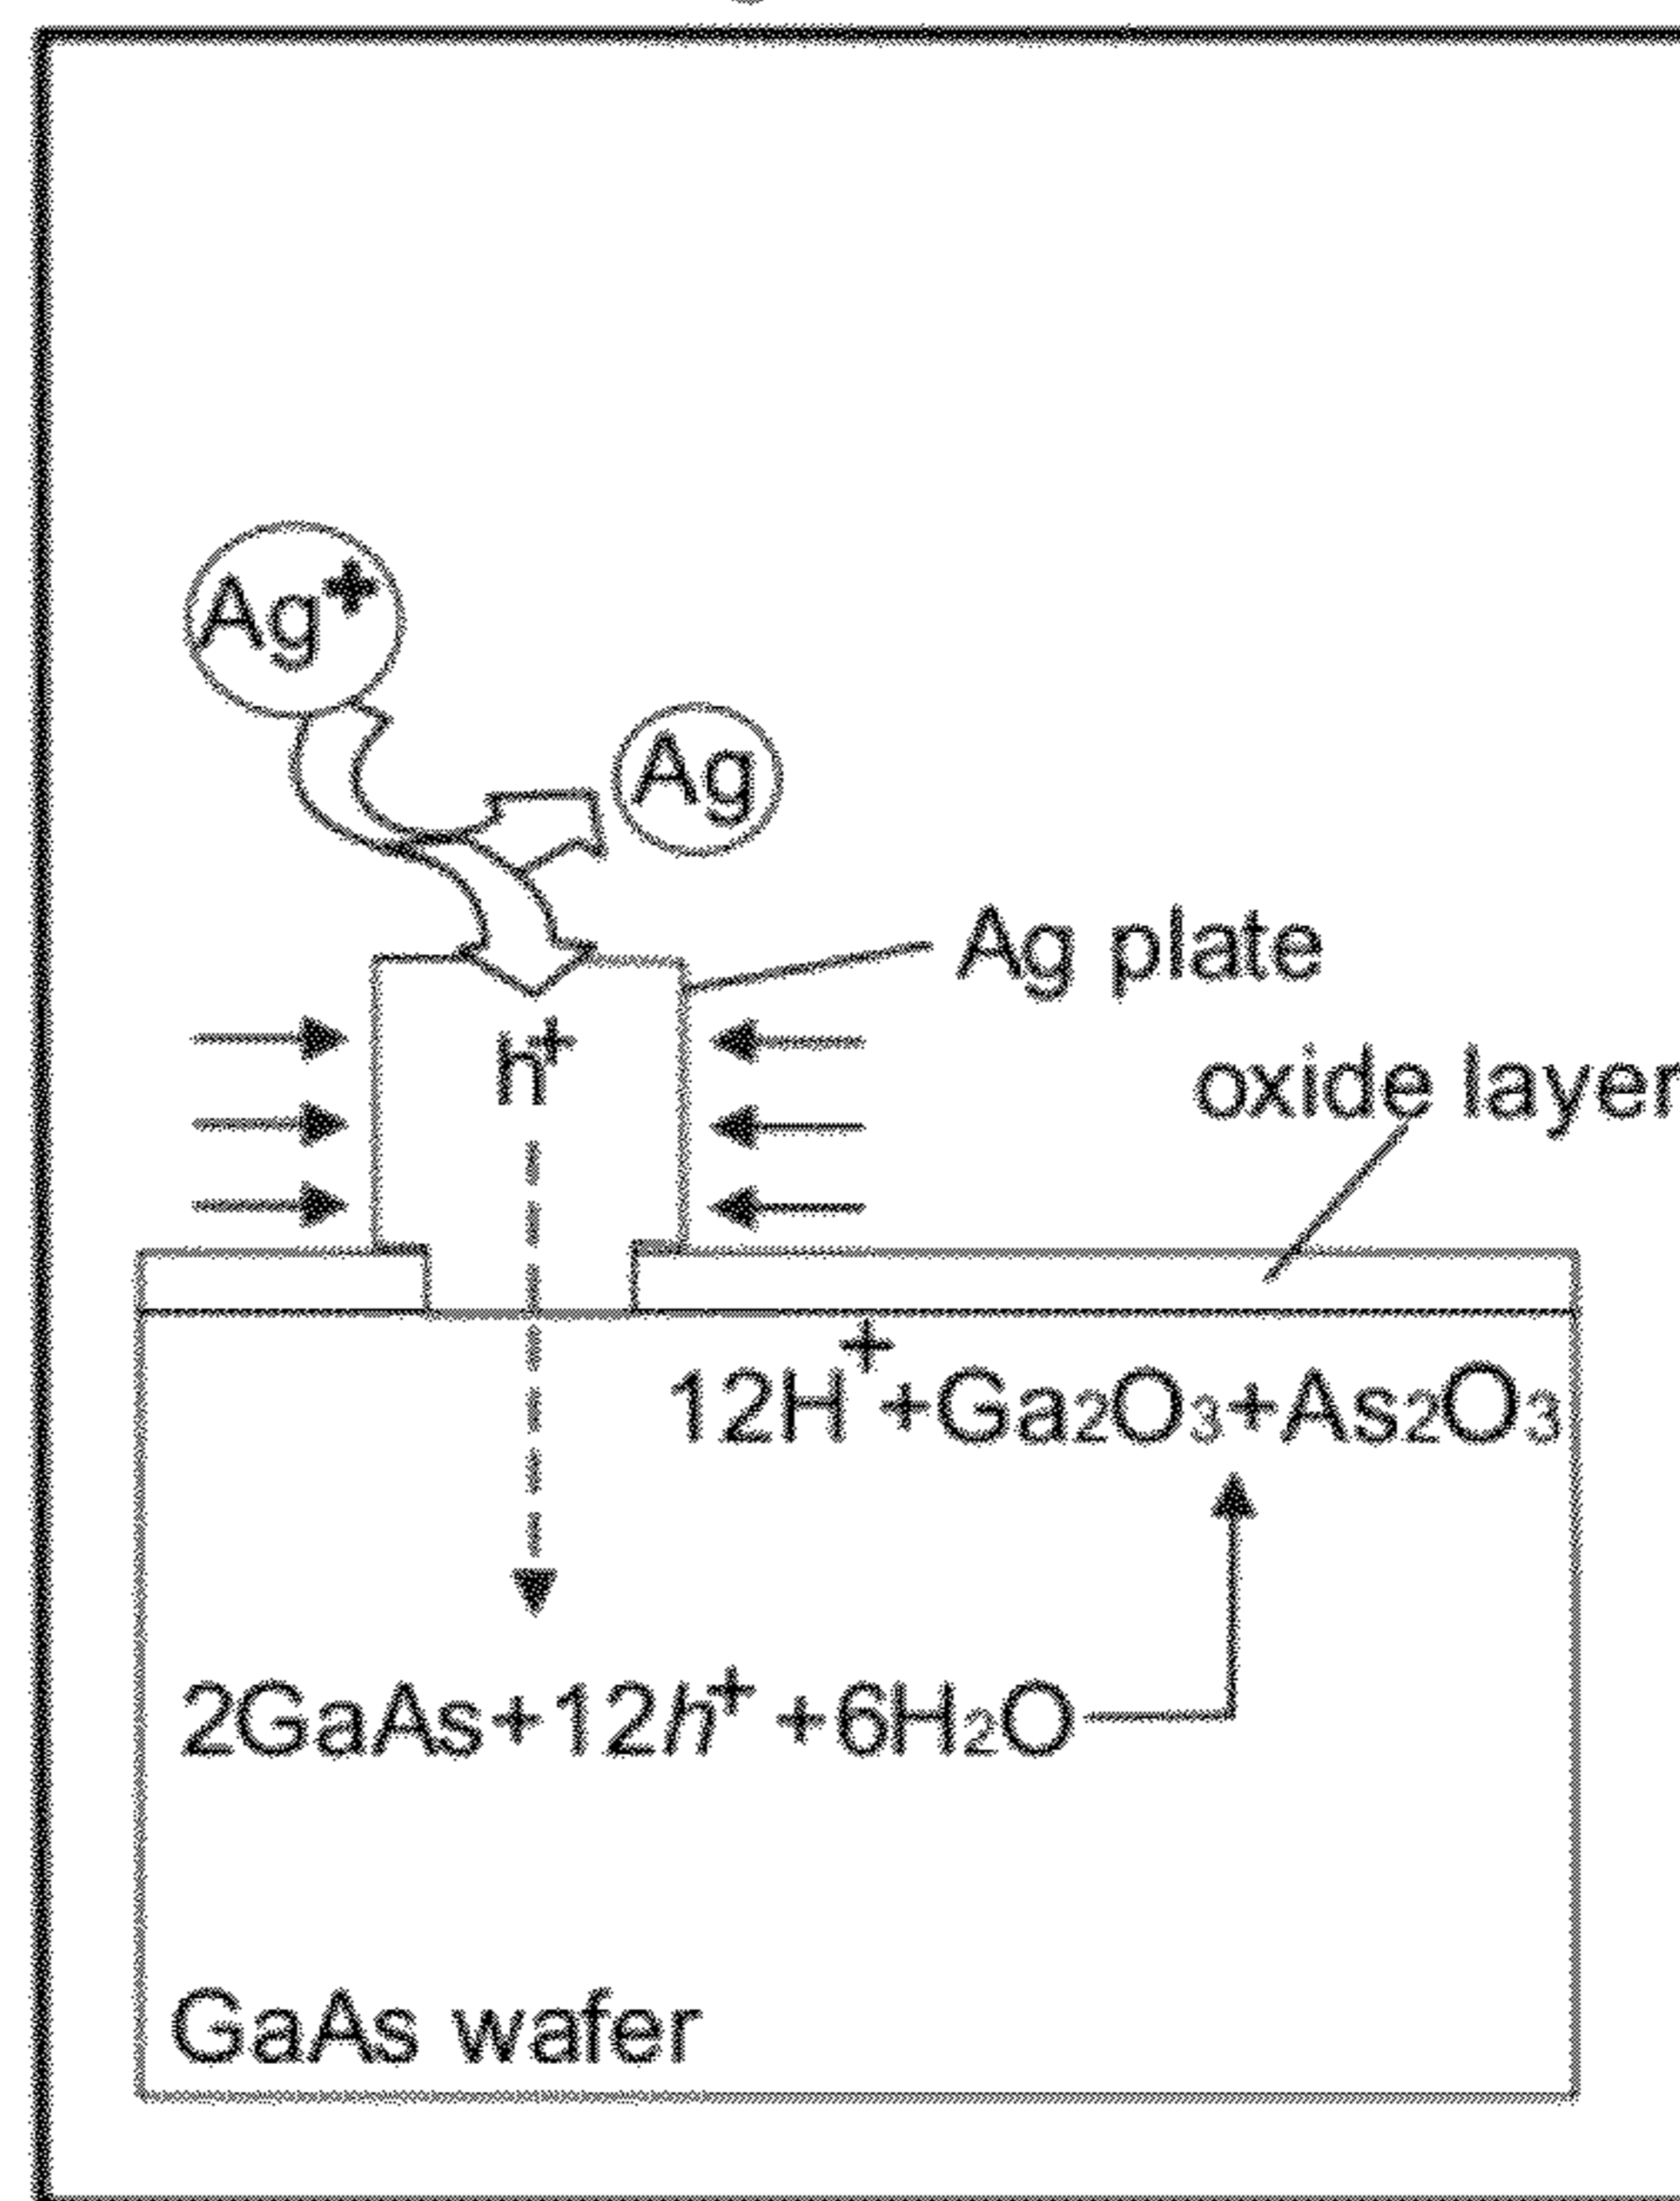 Ag⁺
Ag
Ag plate
h⁺
oxide layer
12H⁺+Ga₂O₃+As₂O₃
2GaAs+12h⁺+6H₂O
GaAs wafer